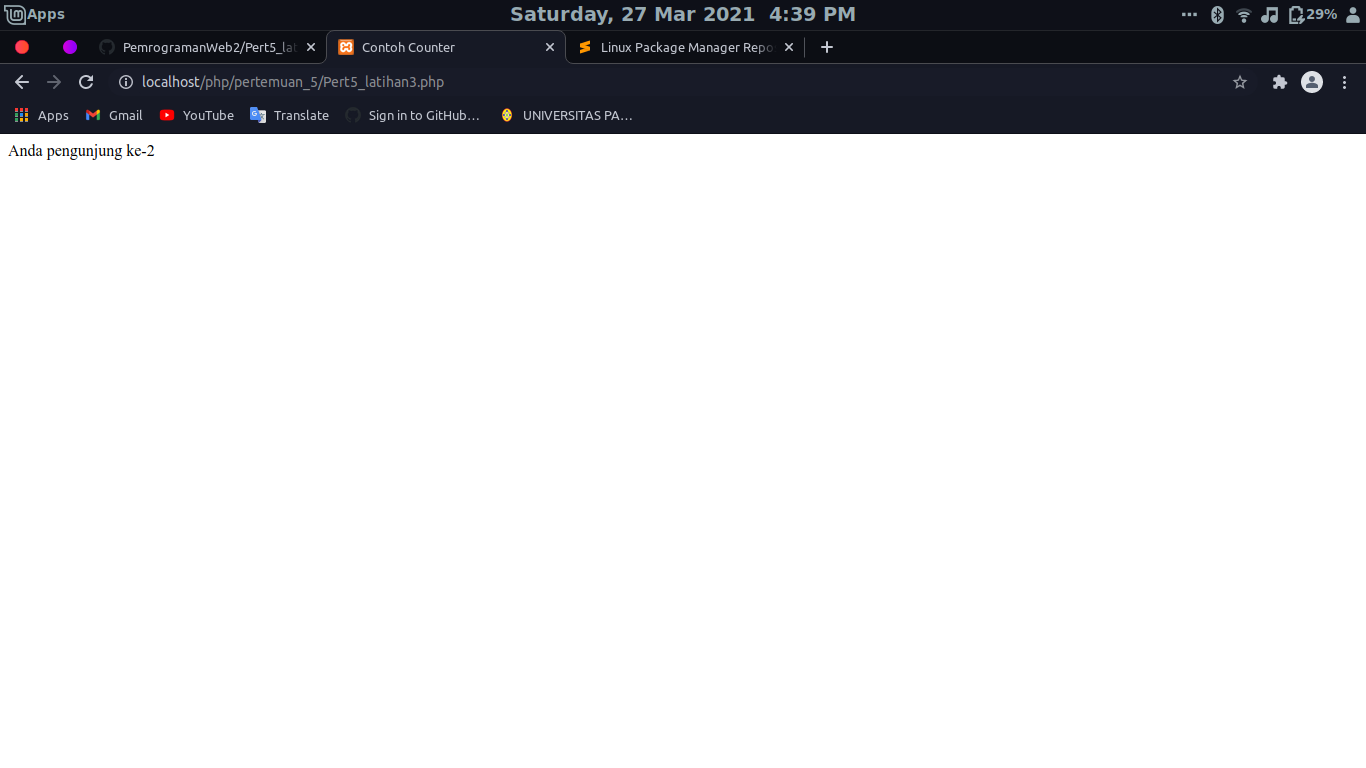 Apps
Saturday, 27 Mar 2021 4:39 PM
29%
PemrogramanWeb2/Pert5_lat
Contoh Counter
Linux Package Manager Repo
localhost/php/pertemuan_5/Pert5_latihan3.php
Apps
Gmail
YouTube
Translate
Sign in to GitHub...
UNIVERSITAS PA...
Anda pengunjung ke-2